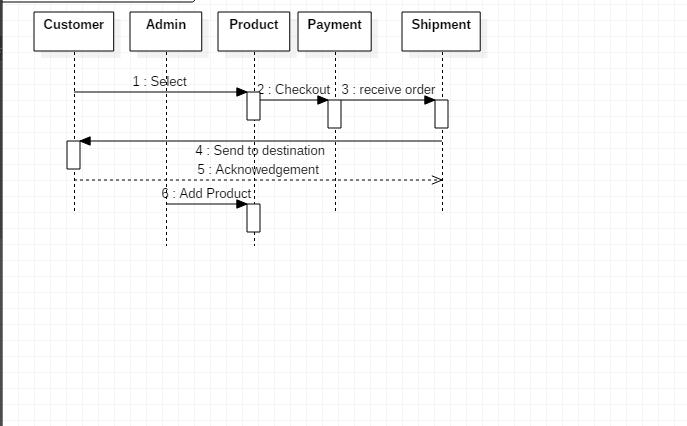 Customer
Admin
Product
Payment
Shipment
1 : Select
2 : Checkout
3 : receive order
4 : Send to destination
5 : Acknowedgement
6 : Add Product